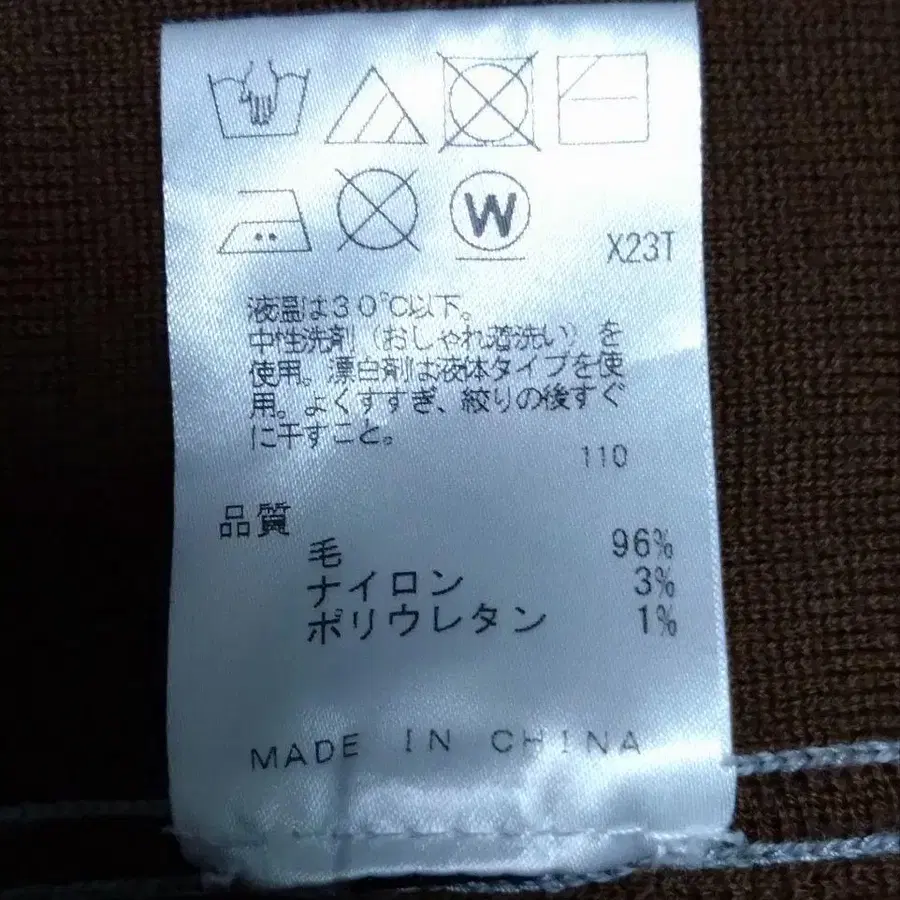 W
X23T
液温は30℃以下。
中性洗剤（おしゃれ着洗い）を
使用。漂白剤は液体タイプを使
用。よくすすぎ、絞りの後すぐ
に干すこと。
110
品質
毛 96%
ナイロン 3%
ポリウレタン 1%
MADE IN CHINA